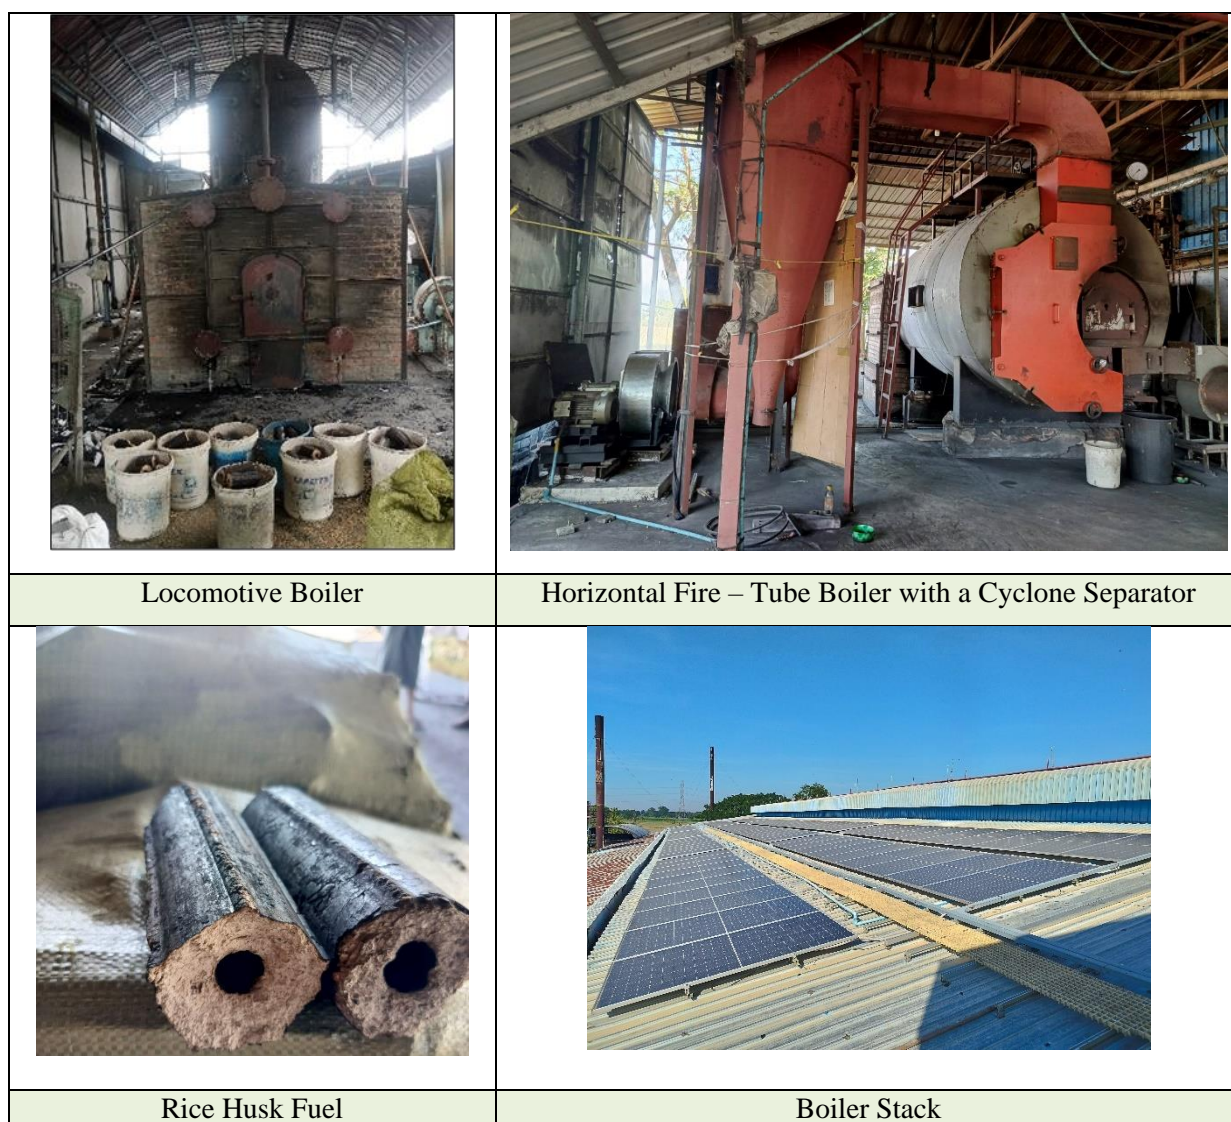 Locomotive Boiler
Horizontal Fire – Tube Boiler with a Cyclone Separator
Rice Husk Fuel
Boiler Stack